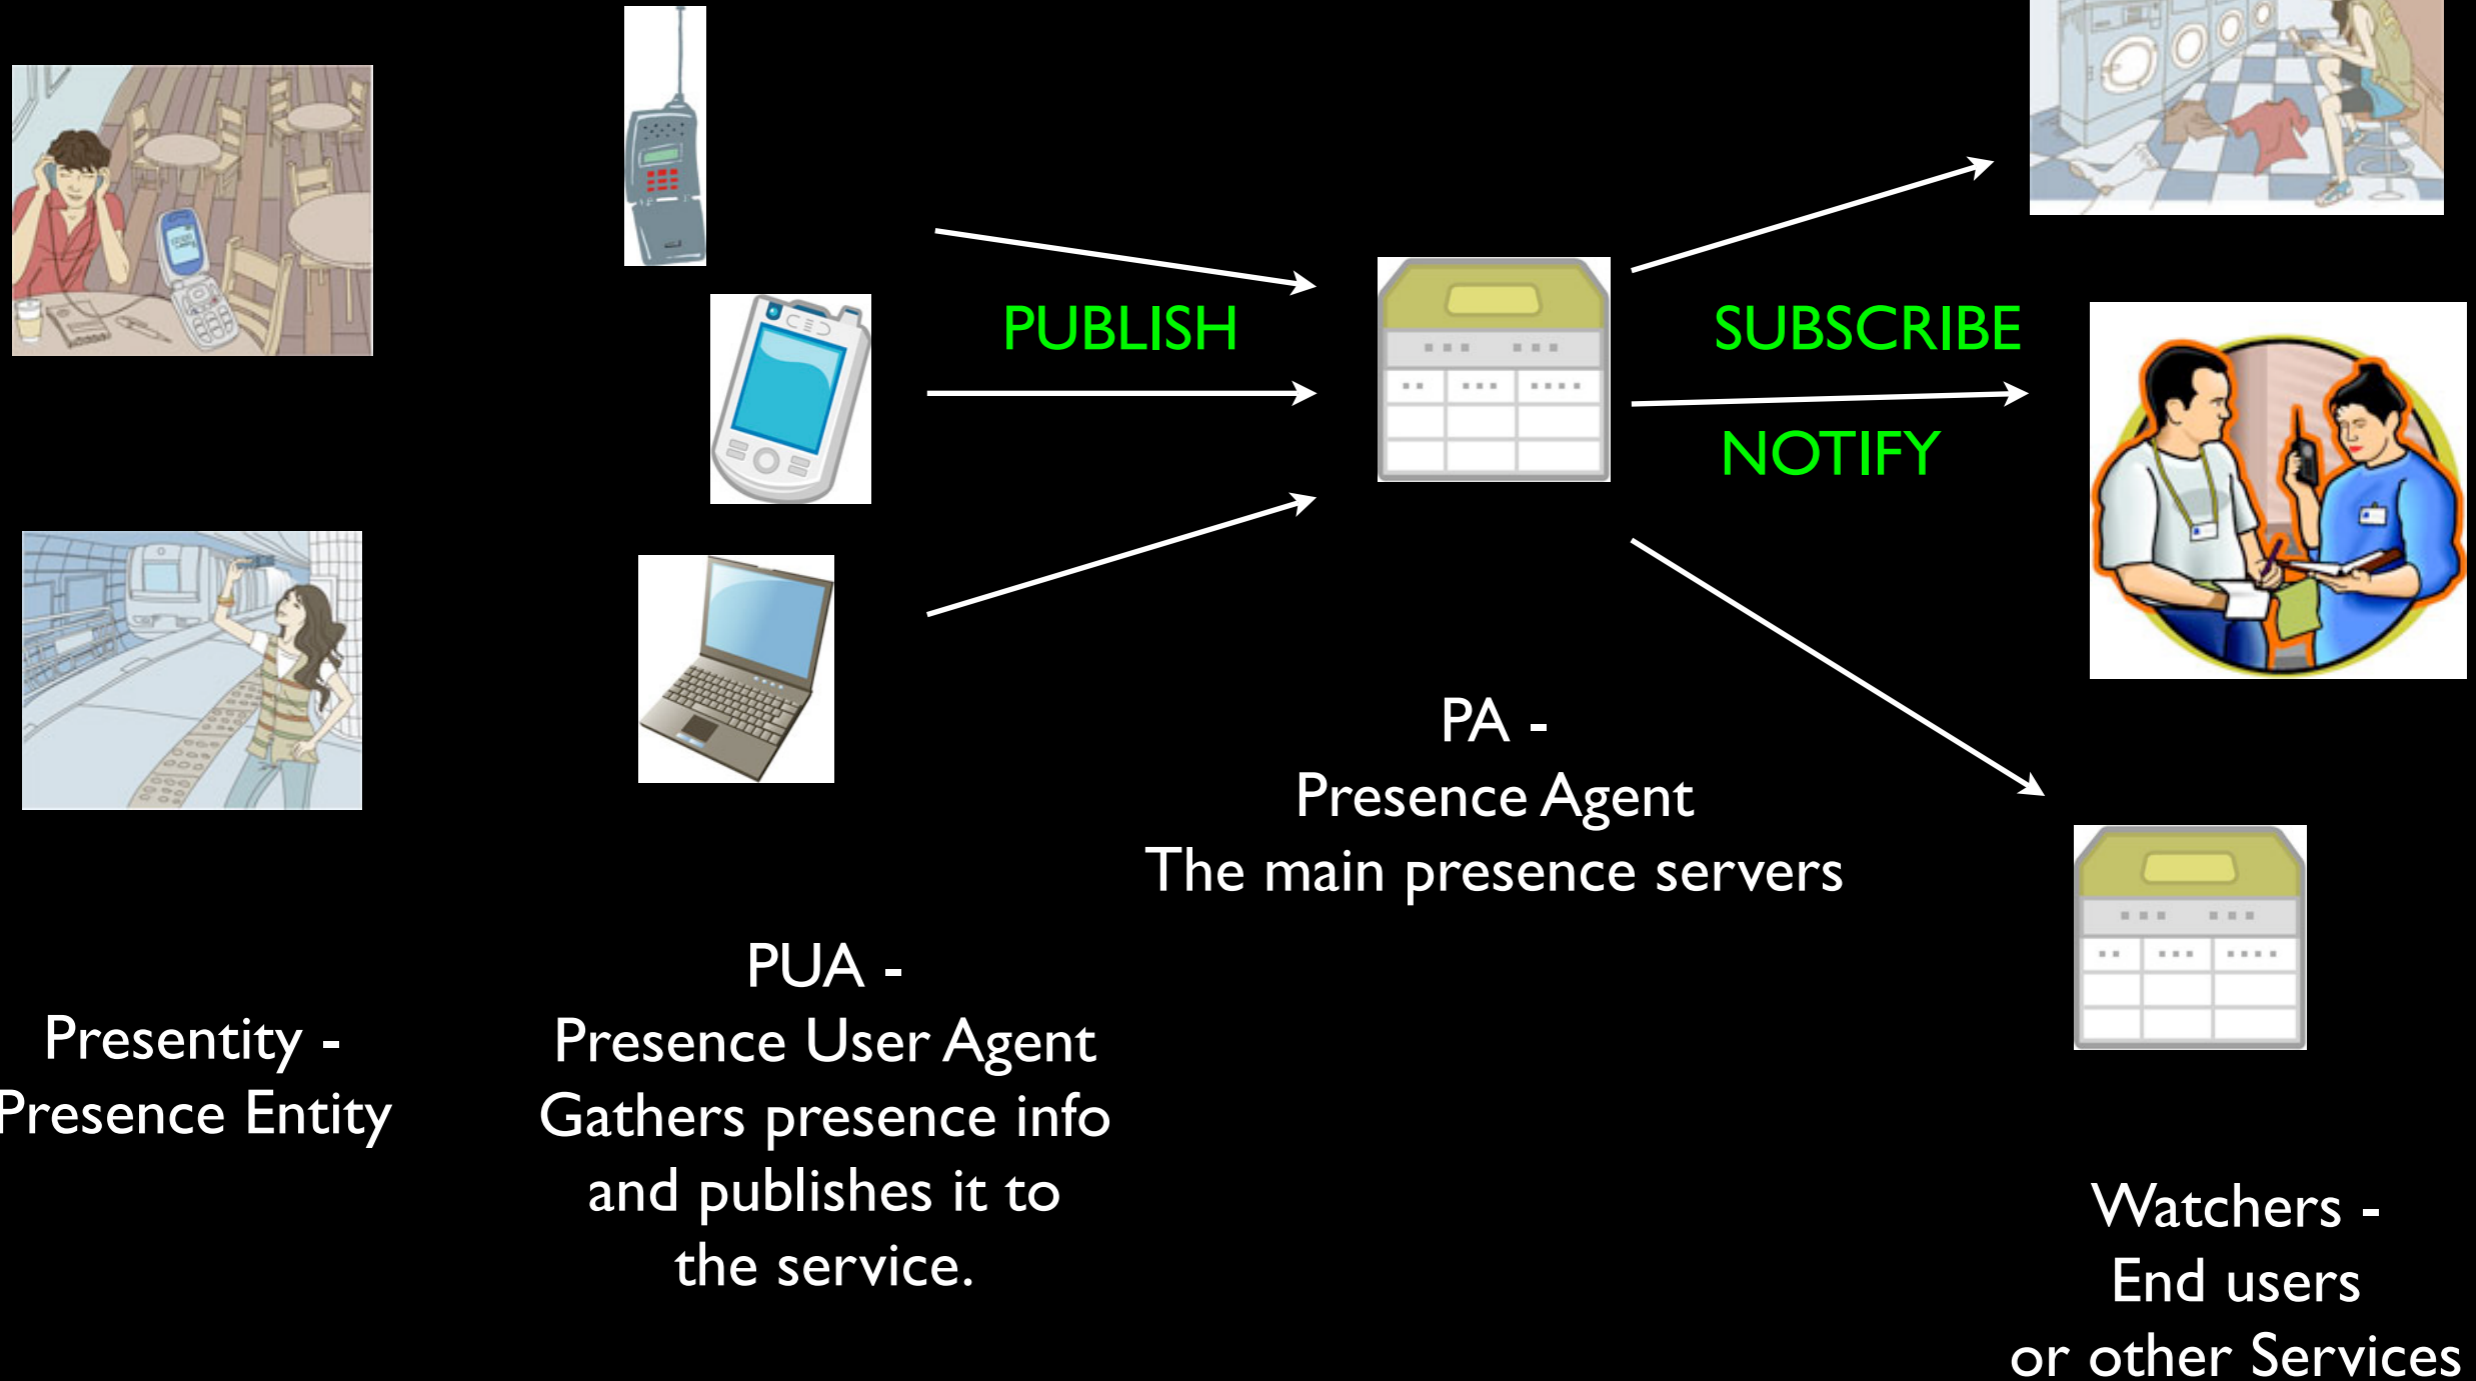 PUBLISH
SUBSCRIBE
NOTIFY
PA -
Presence Agent
The main presence servers
PUA -
Presence User Agent
Gathers presence info
and publishes it to
the service.
Presentity -
Presence Entity
Watchers -
End users
or other Services